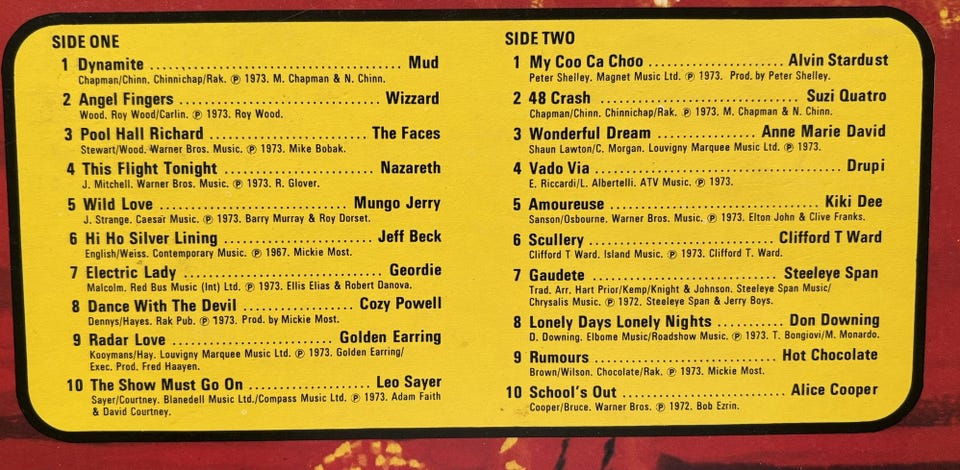 SIDE ONE
1 Dynamite ........................................ Mud
Chapman/Chinn. Chinnichap/Rak. ℗ 1973. M. Chapman & N. Chinn.
2 Angel Fingers ................................ Wizzard
Wood. Roy Wood/Carlin. ℗ 1973. Roy Wood.
3 Pool Hall Richard ........................... The Faces
Stewart/Wood. Warner Bros. Music. ℗ 1973. Mike Bobak.
4 This Flight Tonight .......................... Nazareth
J. Mitchell. Warner Bros. Music. ℗ 1973. R. Glover.
5 Wild Love ................................ Mungo Jerry
J. Strange. Caesar Music. ℗ 1973. Barry Murray & Roy Dorset.
6 Hi Ho Silver Lining ........................ Jeff Beck
English/Weiss. Contemporary Music. ℗ 1967. Mickie Most.
7 Electric Lady ................................ Geordie
Malcolm. Red Bus Music (Int) Ltd. ℗ 1973. Ellis Elias & Robert Danova.
8 Dance With The Devil ................... Cozy Powell
Dennys/Hayes. Rak Pub. ℗ 1973. Prod. by Mickie Most.
9 Radar Love ............................ Golden Earring
Kooymans/Hay. Louvigny Marquee Music Ltd. ℗ 1973. Golden Earring/
Exec. Prod. Fred Haayen.
10 The Show Must Go On .................... Leo Sayer
Sayer/Courtney. Blanedell Music Ltd./Compass Music Ltd. ℗ 1973. Adam Faith
& David Courtney.
SIDE TWO
1 My Coo Ca Choo ...................... Alvin Stardust
Peter Shelley. Magnet Music Ltd. ℗ 1973. Prod. by Peter Shelley.
2 48 Crash ................................ Suzi Quatro
Chapman/Chinn. Chinnichap/Rak. ℗ 1973. M. Chapman & N. Chinn.
3 Wonderful Dream ................ Anne Marie David
Shaun Lawton/C. Morgan. Louvigny Marquee Music Ltd. ℗ 1973.
4 Vado Via ........................................ Drupi
E. Riccardi/L. Albertelli. ATV Music. ℗ 1973.
5 Amoureuse ................................ Kiki Dee
Sanson/Osbourne. Warner Bros. Music. ℗ 1973. Elton John & Clive Franks.
6 Scullery ............................ Clifford T Ward
Clifford T Ward. Island Music. ℗ 1973. Clifford T. Ward.
7 Gaudete ............................... Steeleye Span
Trad. Arr. Hart Prior/Kemp/Knight & Johnson. Steeleye Span Music/
Chrysalis Music. ℗ 1972. Steeleye Span & Jerry Boys.
8 Lonely Days Lonely Nights ........... Don Downing
D. Downing. Elbome Music/Roadshow Music. ℗ 1973. T. Bongiovi/M. Monardo.
9 Rumours ............................. Hot Chocolate
Brown/Wilson. Chocolate/Rak. ℗ 1973. Mickie Most.
10 School's Out ............................ Alice Cooper
Cooper/Bruce. Warner Bros. ℗ 1972. Bob Ezrin.